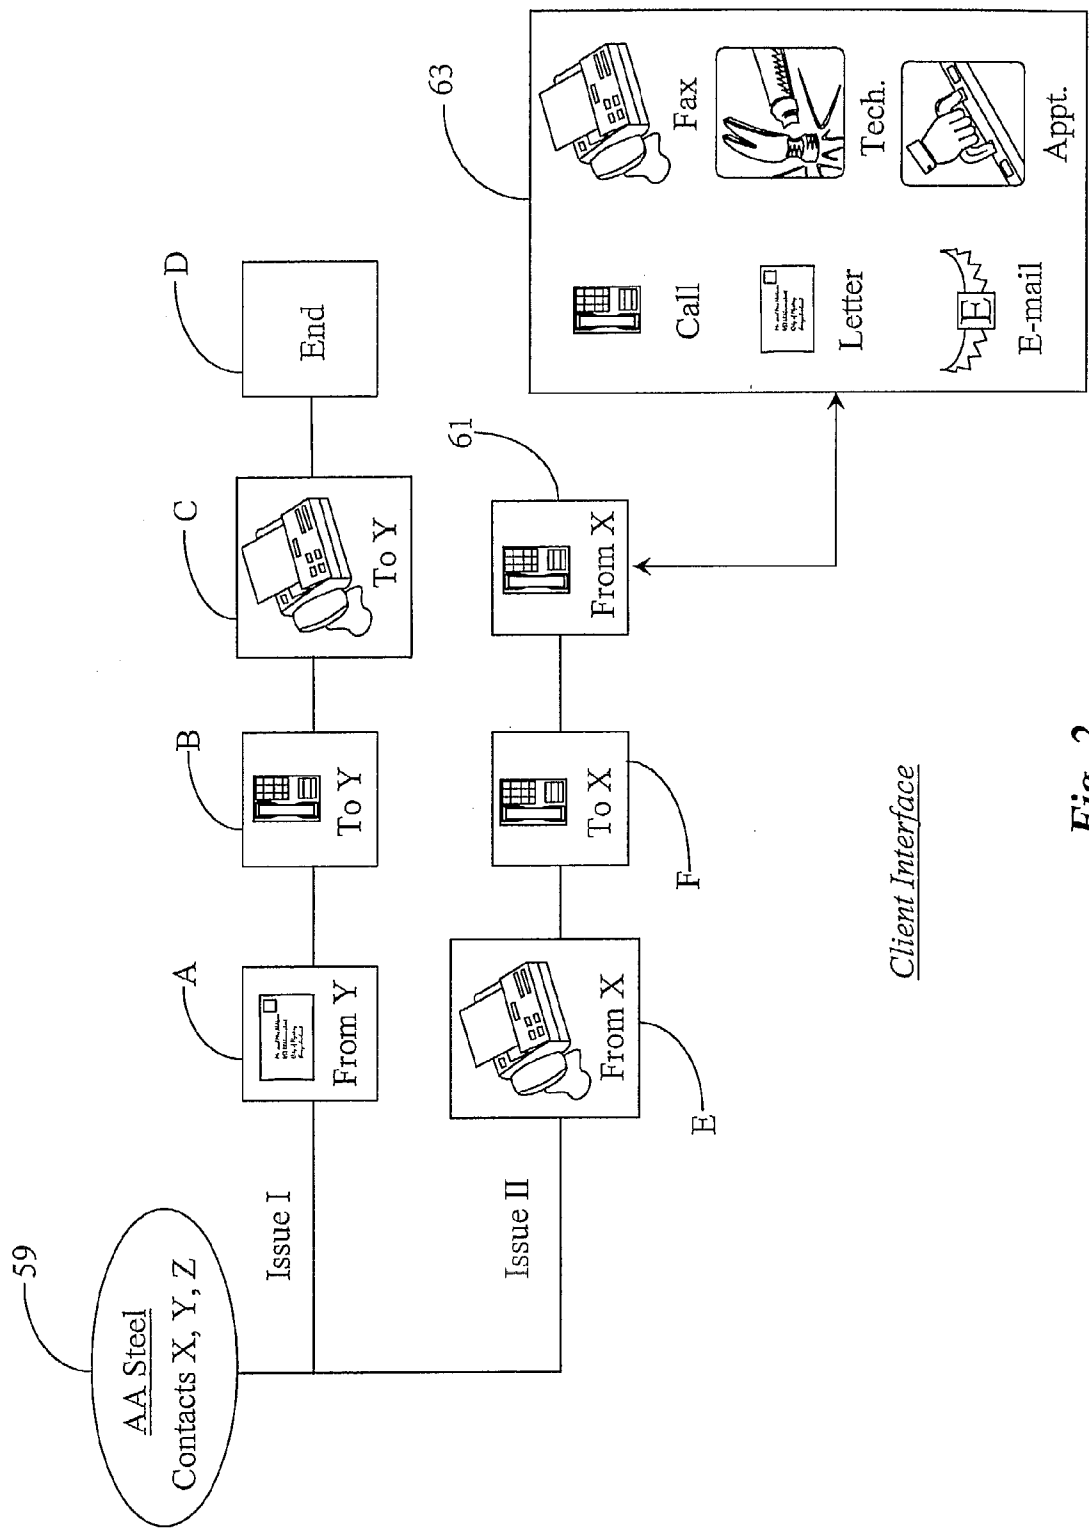 59
AA Steel
Contacts X, Y, Z
Issue I
A
From Y
B
To Y
C
To Y
D
End
Issue II
E
From X
F
To X
61
From X
63
Call
Fax
Letter
Tech.
E
E-mail
Appt.
Client Interface
Fig. 2